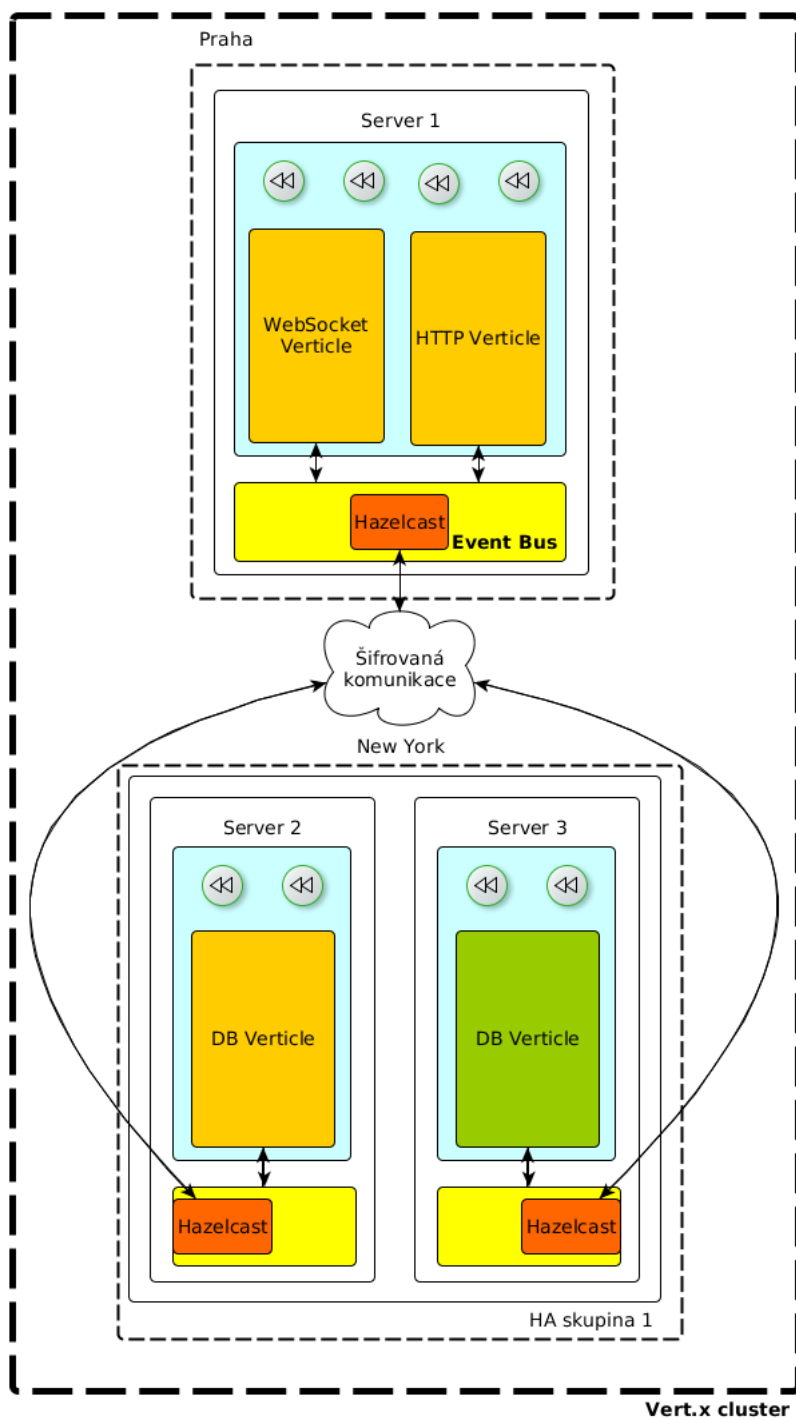 Praha
Server 1
WebSocket
Verticle
HTTP Verticle
Hazelcast
Event Bus
Šifrovaná
komunikace
New York
Server 2
Server 3
DB Verticle
DB Verticle
Hazelcast
Hazelcast
HA skupina 1
Vert.x cluster